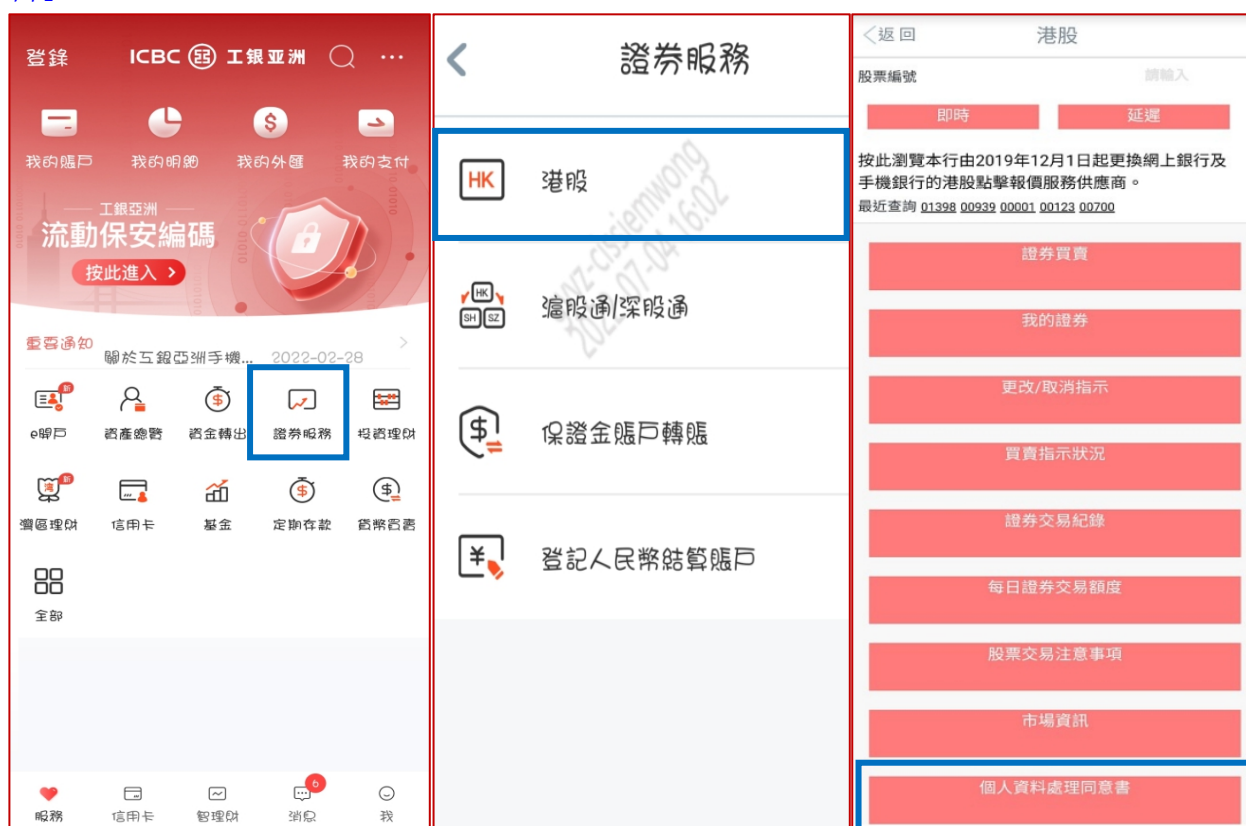 登錄
ICBC 工银亚洲
我的賬戶 我的明細 我的外匯 我的支付
工銀亞洲
流動保安編碼
按此進入
重要通知
關於工銀亞洲手機... 2022-02-28
e開戶 資產總覽 資金轉出 證券服務 投資理財
灣區理財 信用卡 基金 定期存款 貨幣買賣
全部
服務 信用卡 智理財 消息 我
6
證券服務
HK 港股
HK SH SZ 滬股通/深股通
保證金賬戶轉賬
登記人民幣結算賬戶
返回 港股
股票編號 請輸入
即時 延遲
按此瀏覽本行由2019年12月1日起更換網上銀行及
手機銀行的港股點擊報價服務供應商。
最近查詢 01398 00939 00001 00123 00700
證券買賣
我的證券
更改/取消指示
買賣指示狀況
證券交易紀錄
每日證券交易額度
股票交易注意事項
市場資訊
個人資料處理同意書